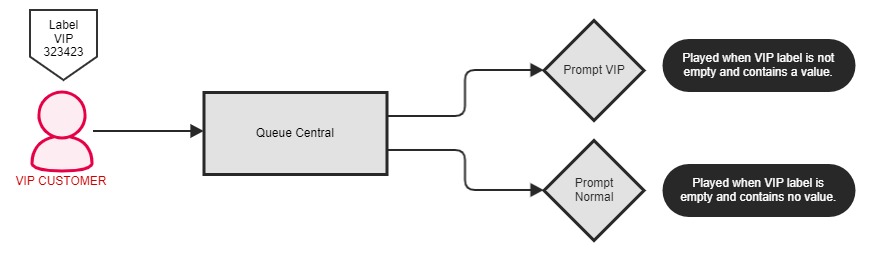 Label
VIP
323423
VIP CUSTOMER
Queue Central
Prompt VIP
Played when VIP label is not
empty and contains a value.
Prompt
Normal
Played when VIP label is
empty and contains no value.